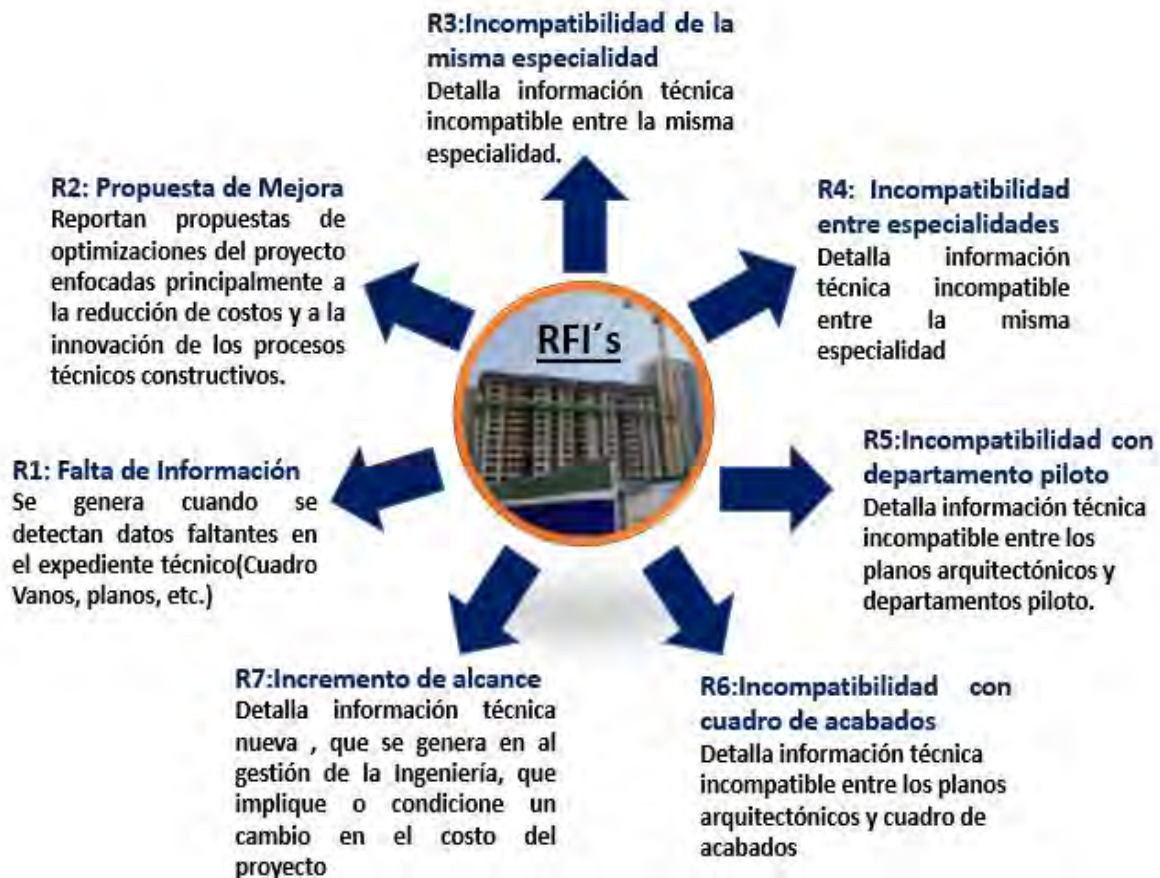 R3:Incompatibilidad de la
misma especialidad
Detalla información técnica
incompatible entre la misma
especialidad.
R2: Propuesta de Mejora
Reportan propuestas de
optimizaciones del proyecto
enfocadas principalmente a
la reducción de costos y a la
innovación de los procesos
técnicos constructivos.
R4: Incompatibilidad
entre especialidades
Detalla información
técnica incompatible
entre la misma
especialidad
RFI´s
R1: Falta de Información
Se genera cuando se
detectan datos faltantes en
el expediente técnico(Cuadro
Vanos, planos, etc.)
R5:Incompatibilidad con
departamento piloto
Detalla información técnica
incompatible entre los
planos arquitectónicos y
departamentos piloto.
R7:Incremento de alcance
Detalla información técnica
nueva , que se genera en al
gestión de la Ingeniería, que
implique o condicione un
cambio en el costo del
proyecto
R6:Incompatibilidad con
cuadro de acabados
Detalla información técnica
incompatible entre los planos
arquitectónicos y cuadro de
acabados